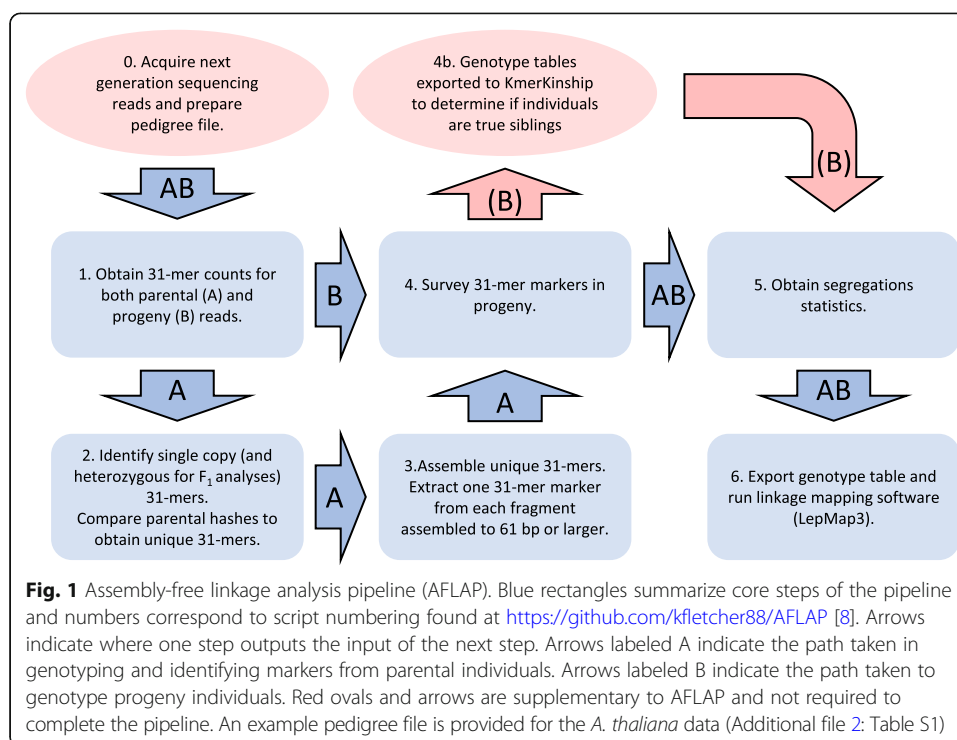 0. Acquire next
generation sequencing
reads and prepare
pedigree file.
4b. Genotype tables
exported to KmerKinship
to determine if individuals
are true siblings
AB
(B)
(B)
1. Obtain 31-mer counts for
both parental (A) and
progeny (B) reads.
B
4. Survey 31-mer markers in
progeny.
AB
5. Obtain segregations
statistics.
A
A
AB
2. Identify single copy (and
heterozygous for F₁ analyses)
31-mers.
Compare parental hashes to
obtain unique 31-mers.
A
3.Assemble unique 31-mers.
Extract one 31-mer marker
from each fragment
assembled to 61 bp or larger.
6. Export genotype table and
run linkage mapping software
(LepMap3).
Fig. 1 Assembly-free linkage analysis pipeline (AFLAP). Blue rectangles summarize core steps of the pipeline
and numbers correspond to script numbering found at https://github.com/kfletcher88/AFLAP [8]. Arrows
indicate where one step outputs the input of the next step. Arrows labeled A indicate the path taken in
genotyping and identifying markers from parental individuals. Arrows labeled B indicate the path taken to
genotype progeny individuals. Red ovals and arrows are supplementary to AFLAP and not required to
complete the pipeline. An example pedigree file is provided for the A. thaliana data (Additional file 2: Table S1)